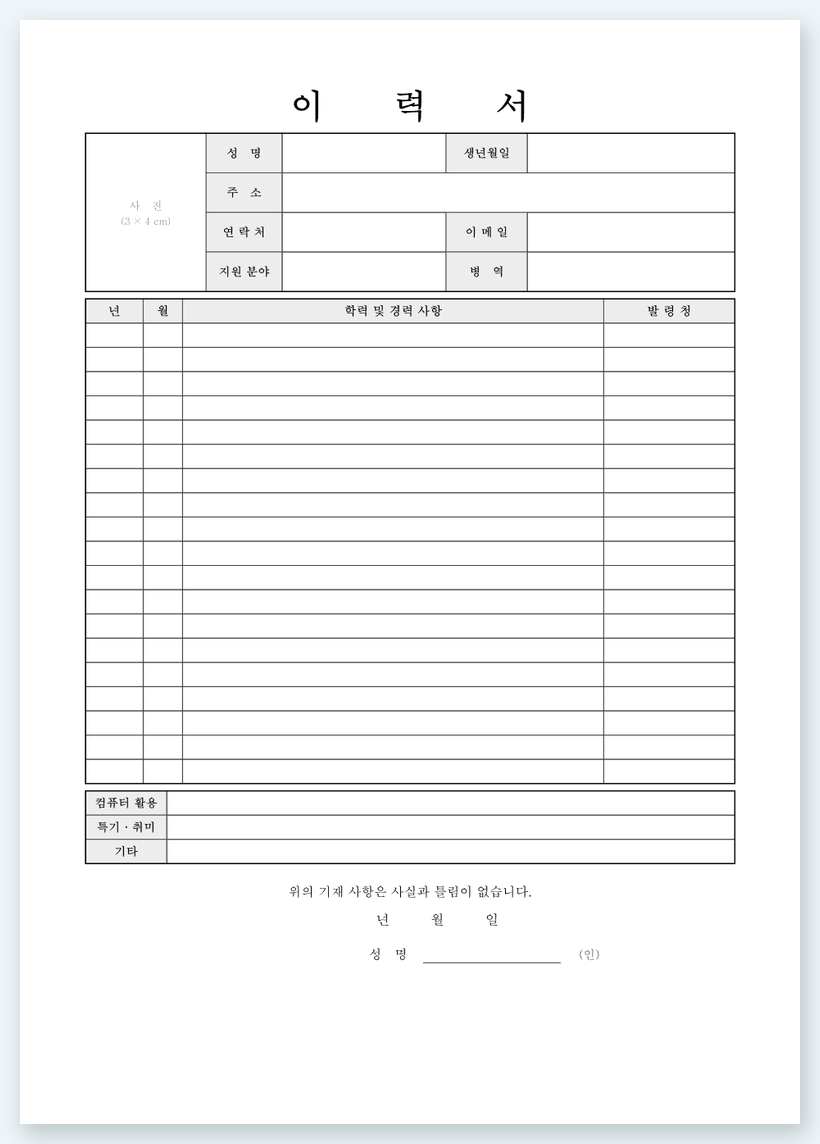 이 력 서
사 진
(3 × 4 cm)
성 명 생년월일
주 소
연 락 처 이 메 일
지원 분야 병 역
년 월 학력 및 경력 사항 발 령 청
컴퓨터 활용
특기 · 취미
기타
위의 기재 사항은 사실과 틀림이 없습니다.
년 월 일
성 명 (인)